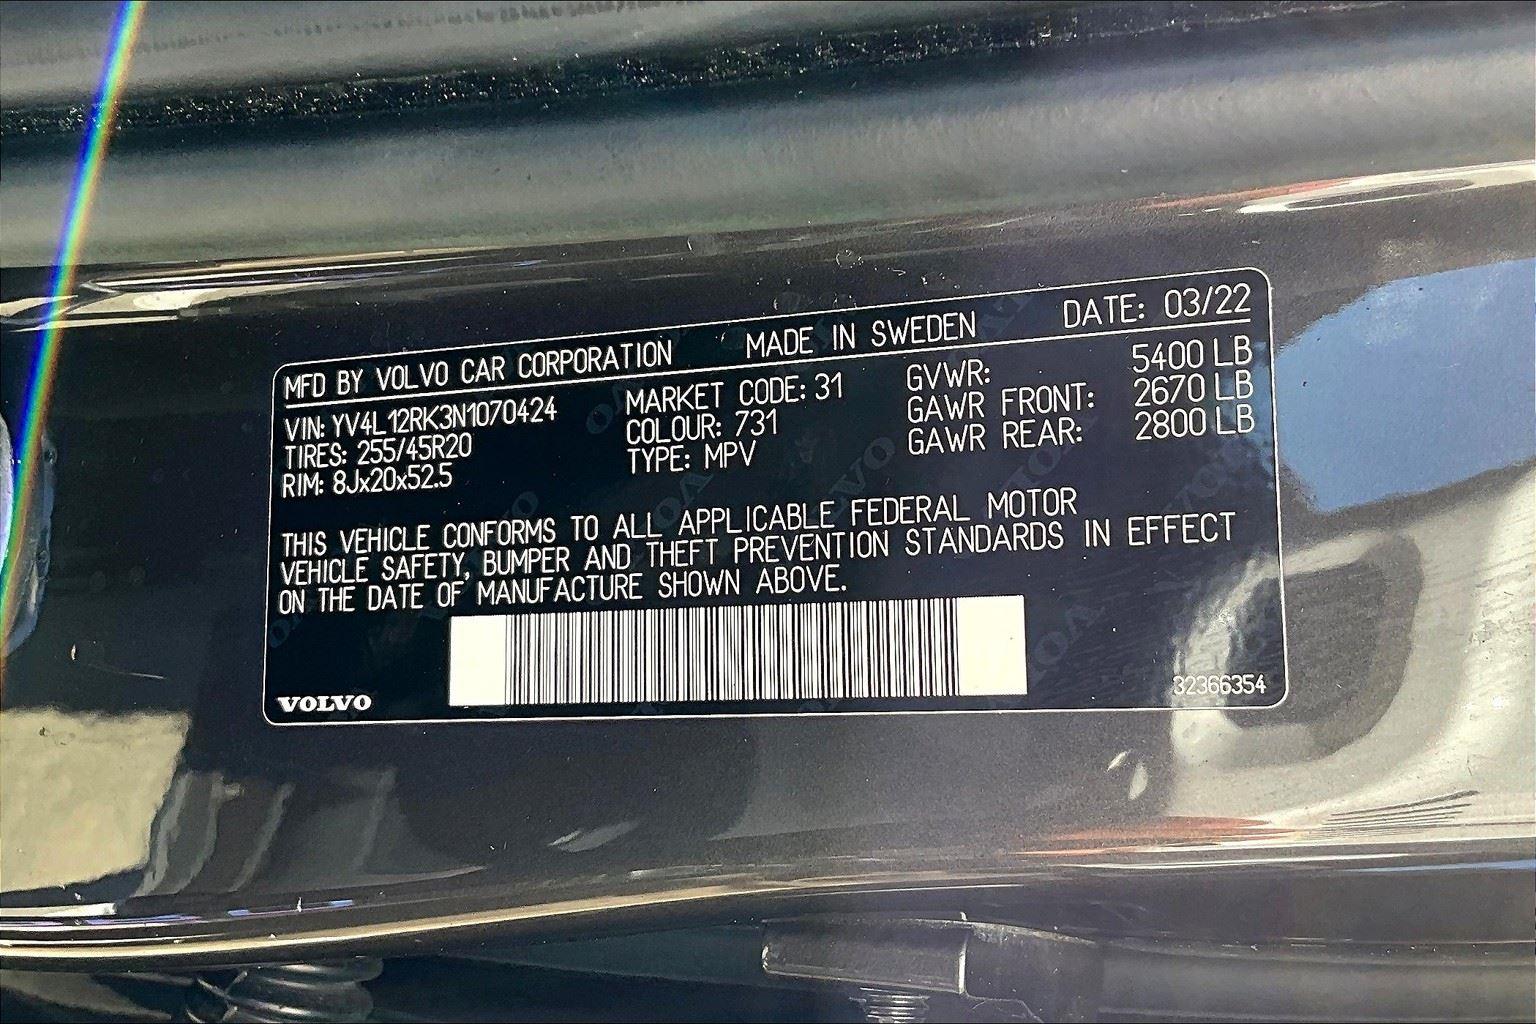 MFD BY VOLVO CAR CORPORATION MADE IN SWEDEN DATE: 03/22
VIN: YV4L12RK3N1070424 MARKET CODE: 31 GVWR: 5400 LB
TIRES: 255/45R20 COLOUR: 731 GAWR FRONT: 2670 LB
RIM: 8Jx20x52.5 TYPE: MPV GAWR REAR: 2800 LB
THIS VEHICLE CONFORMS TO ALL APPLICABLE FEDERAL MOTOR
VEHICLE SAFETY, BUMPER AND THEFT PREVENTION STANDARDS IN EFFECT
ON THE DATE OF MANUFACTURE SHOWN ABOVE.
VOLVO 32366354